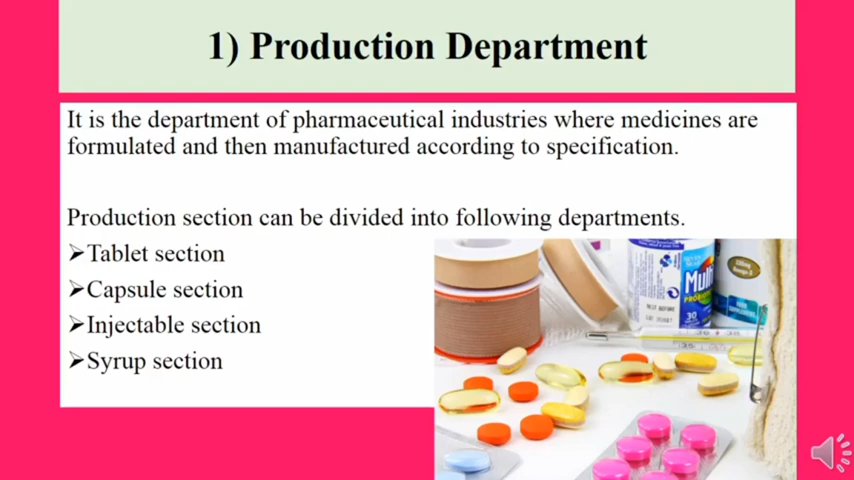 1) Production Department
It is the department of pharmaceutical industries where medicines are
formulated and then manufactured according to specification.
Production section can be divided into following departments.
➢Tablet section
➢Capsule section
➢Injectable section
➢Syrup section
Multi
30